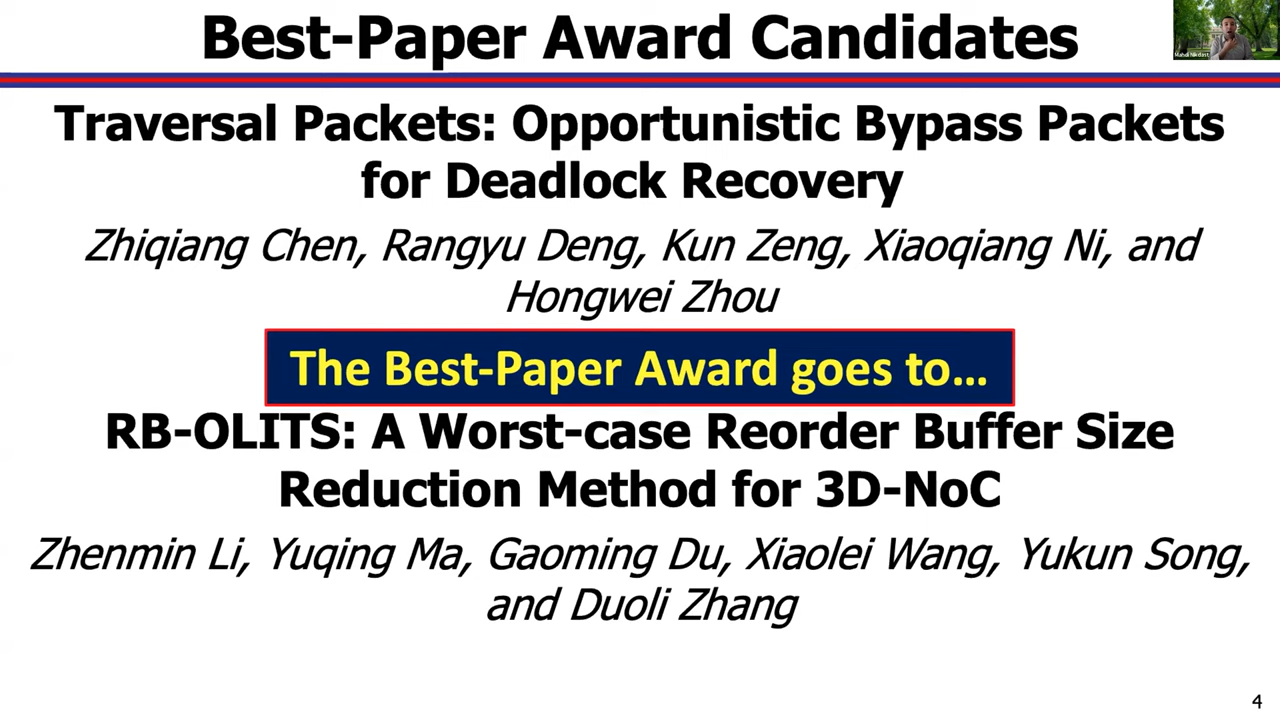 Best-Paper Award Candidates
Mahdi Nikdast
Traversal Packets: Opportunistic Bypass Packets
for Deadlock Recovery
Zhiqiang Chen, Rangyu Deng, Kun Zeng, Xiaoqiang Ni, and
Hongwei Zhou
The Best-Paper Award goes to...
RB-OLITS: A Worst-case Reorder Buffer Size
Reduction Method for 3D-NoC
Zhenmin Li, Yuqing Ma, Gaoming Du, Xiaolei Wang, Yukun Song,
and Duoli Zhang
4